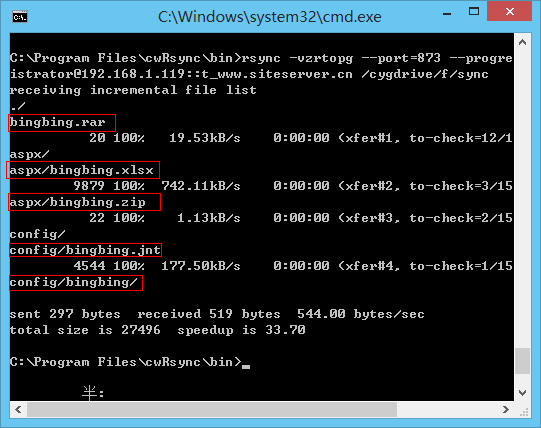 C:\Windows\system32\cmd.exe
C:\Program Files\cwRsync\bin>rsync -vzrtopg --port=873 --progre
istrator@192.168.1.119::t_www.siteserver.cn /cygdrive/f/sync
receiving incremental file list
./
bingbing.rar
20 100% 19.53kB/s 0:00:00 (xfer#1, to-check=12/1
aspx/
aspx/bingbing.xlsx
9879 100% 742.11kB/s 0:00:00 (xfer#2, to-check=3/15
aspx/bingbing.zip
22 100% 1.13kB/s 0:00:00 (xfer#3, to-check=2/15
config/
config/bingbing.jnt
4544 100% 177.50kB/s 0:00:00 (xfer#4, to-check=1/15
config/bingbing/
sent 297 bytes received 519 bytes 544.00 bytes/sec
total size is 27496 speedup is 33.70
C:\Program Files\cwRsync\bin>_
半: